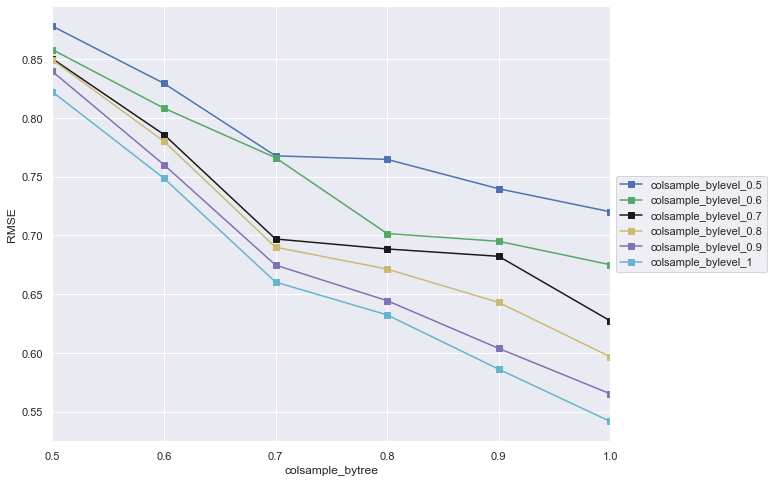 0.85
0.80
0.75
0.70
0.65
0.60
0.55
RMSE
0.5 0.6 0.7 0.8 0.9 1.0
colsample_bytree
colsample_bylevel_0.5
colsample_bylevel_0.6
colsample_bylevel_0.7
colsample_bylevel_0.8
colsample_bylevel_0.9
colsample_bylevel_1